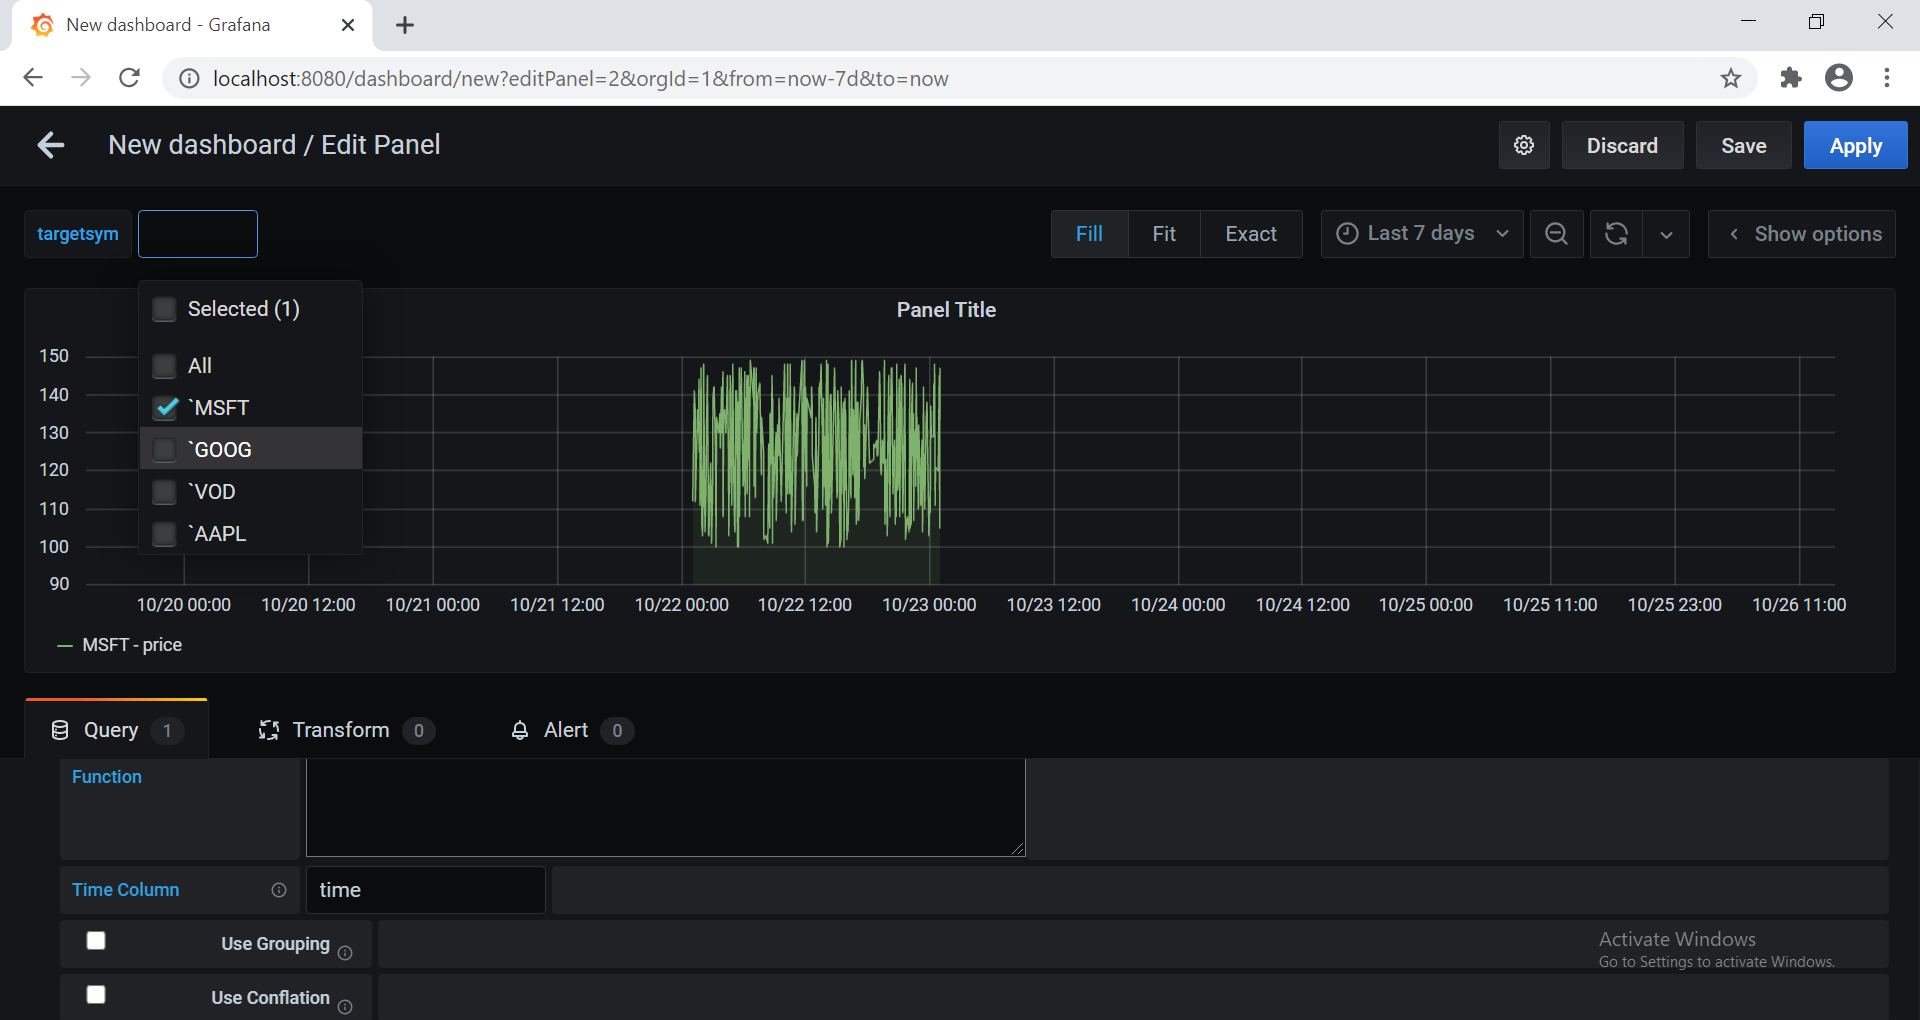 New dashboard - Grafana
localhost:8080/dashboard/new?editPanel=2&orgId=1&from=now-7d&to=now
New dashboard / Edit Panel
Discard
Save
Apply
targetsym
Fill
Fit
Exact
Last 7 days
Show options
Selected (1)
All
`MSFT
`GOOG
`VOD
`AAPL
Panel Title
150
140
130
120
110
100
90
10/20 00:00
10/20 12:00
10/21 00:00
10/21 12:00
10/22 00:00
10/22 12:00
10/23 00:00
10/23 12:00
10/24 00:00
10/24 12:00
10/25 00:00
10/25 11:00
10/25 23:00
10/26 11:00
MSFT - price
Query 1
Transform 0
Alert 0
Function
Time Column
time
Use Grouping
Use Conflation
Activate Windows
Go to Settings to activate Windows.